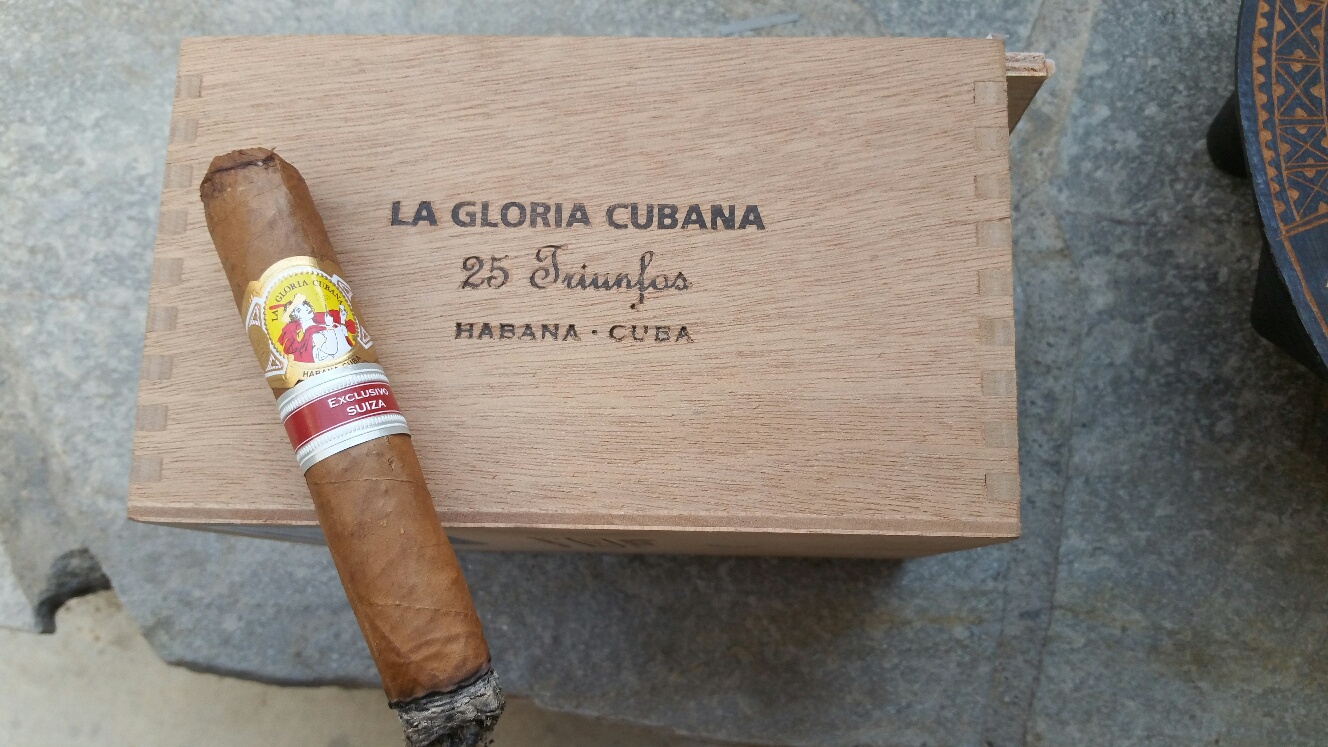 LA GLORIA CUBANA
25 Triunfos
HABANA · CUBA
LA GLORIA CUBANA
HABANA CUBA
EXCLUSIVO
SUIZA